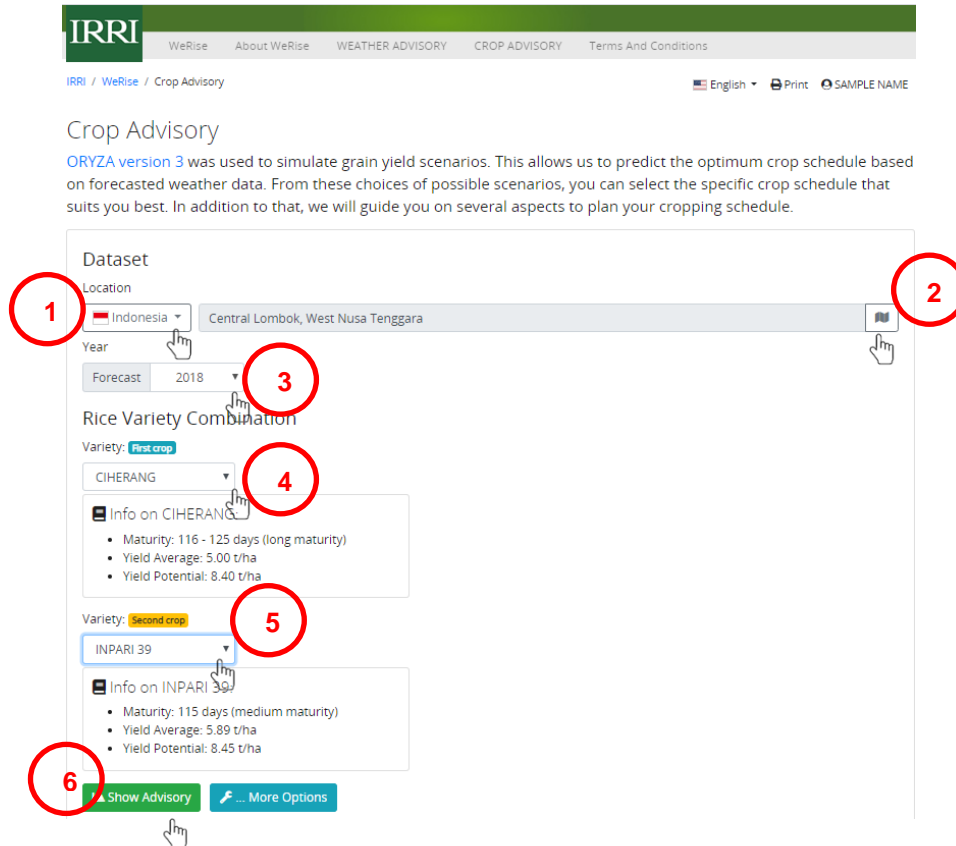 IRRI
WeRise About WeRise WEATHER ADVISORY CROP ADVISORY Terms And Conditions
IRRI / WeRise / Crop Advisory English Print SAMPLE NAME
Crop Advisory
ORYZA version 3 was used to simulate grain yield scenarios. This allows us to predict the optimum crop schedule based
on forecasted weather data. From these choices of possible scenarios, you can select the specific crop schedule that
suits you best. In addition to that, we will guide you on several aspects to plan your cropping schedule.
Dataset
Location
1 Indonesia Central Lombok, West Nusa Tenggara 2
Year
Forecast 2018 3
Rice Variety Combination
Variety: First crop
CIHERANG 4
Info on CIHERANG:
• Maturity: 116 - 125 days (long maturity)
• Yield Average: 5.00 t/ha
• Yield Potential: 8.40 t/ha
Variety: Second crop 5
INPARI 39
Info on INPARI 39:
• Maturity: 115 days (medium maturity)
• Yield Average: 5.89 t/ha
• Yield Potential: 8.45 t/ha
6 Show Advisory ... More Options